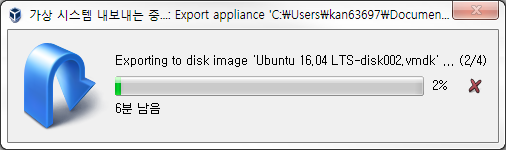 가상 시스템 내보내는 중...: Export appliance 'C:₩Users₩kan63697₩Documen...
Exporting to disk image 'Ubuntu 16.04 LTS-disk002.vmdk' ... (2/4)
2%
6분 남음